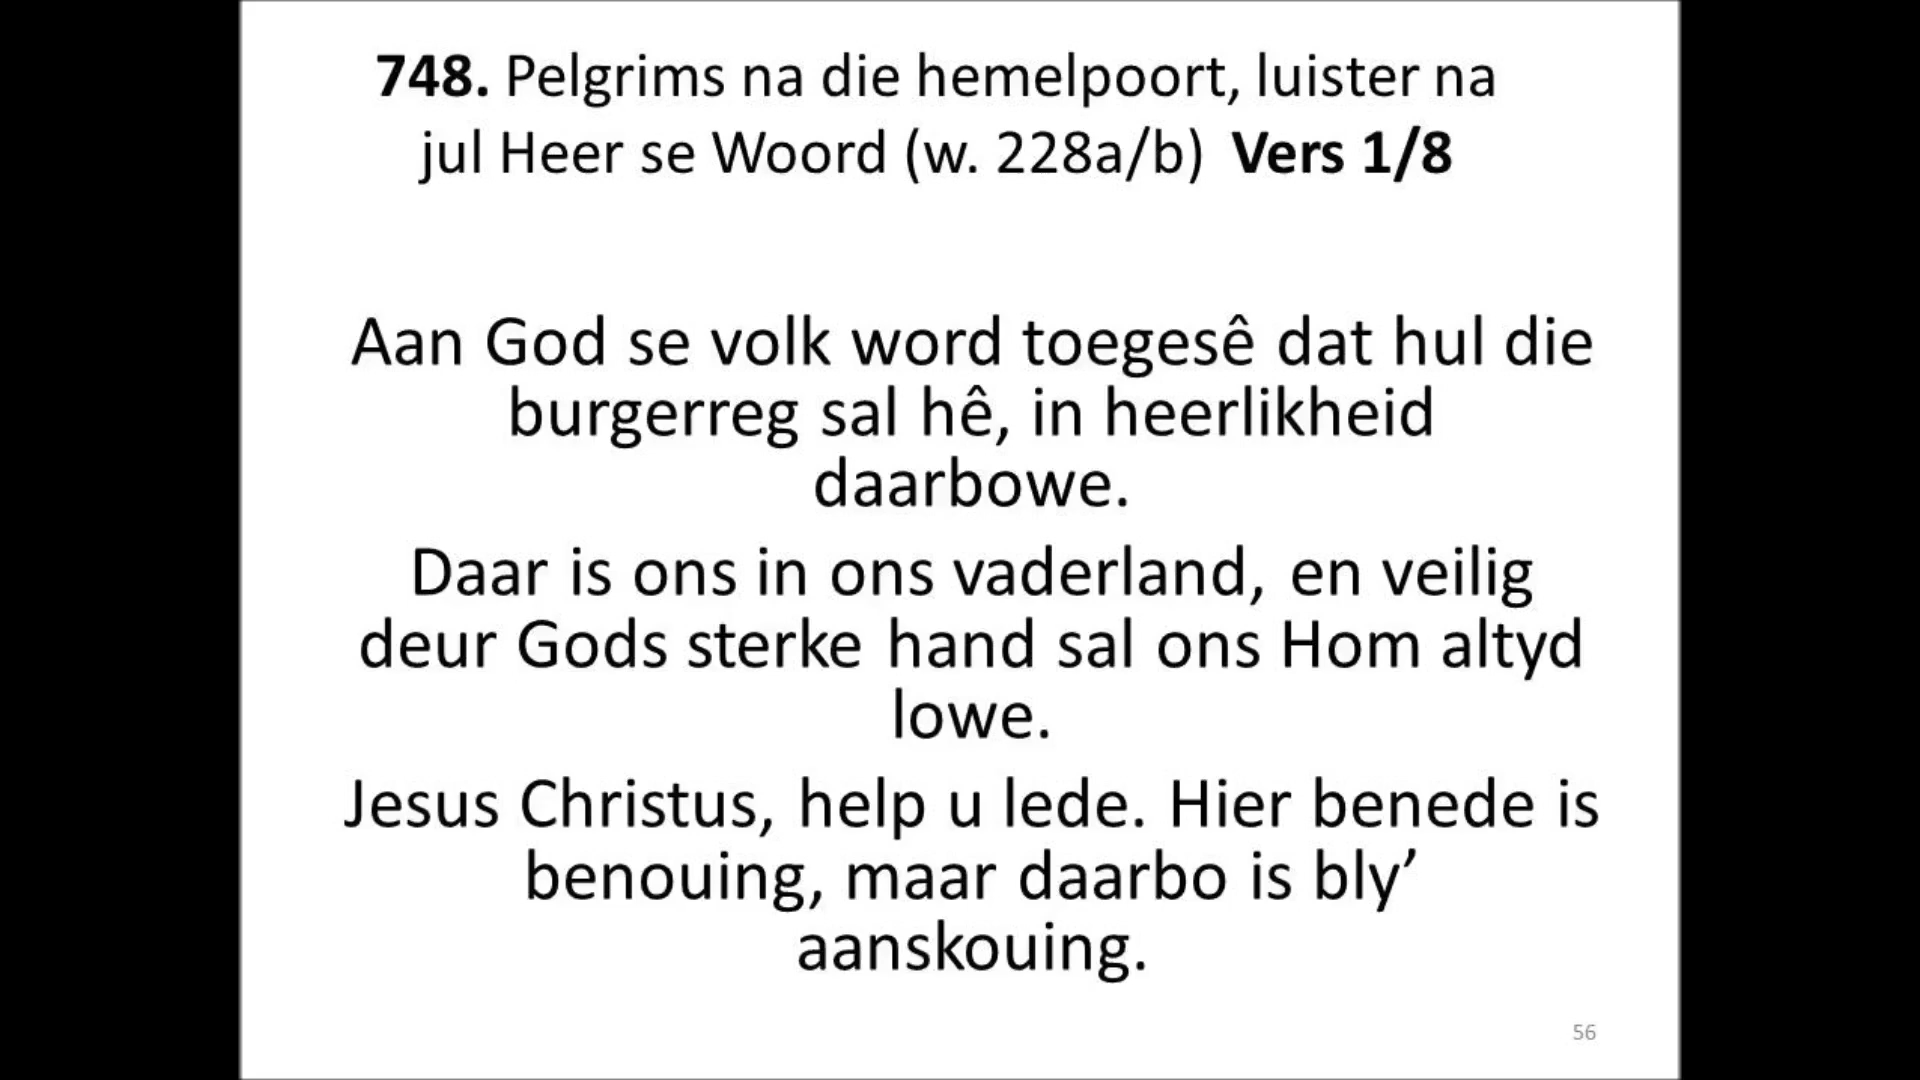 748. Pelgrims na die hemelpoort, luister na
jul Heer se Woord (w. 228a/b) Vers 1/8
Aan God se volk word toegesê dat hul die
burgerreg sal hê, in heerlikheid
daarbowe.
Daar is ons in ons vaderland, en veilig
deur Gods sterke hand sal ons Hom altyd
lowe.
Jesus Christus, help u lede. Hier benede is
benouing, maar daarbo is bly’
aanskouing.
56